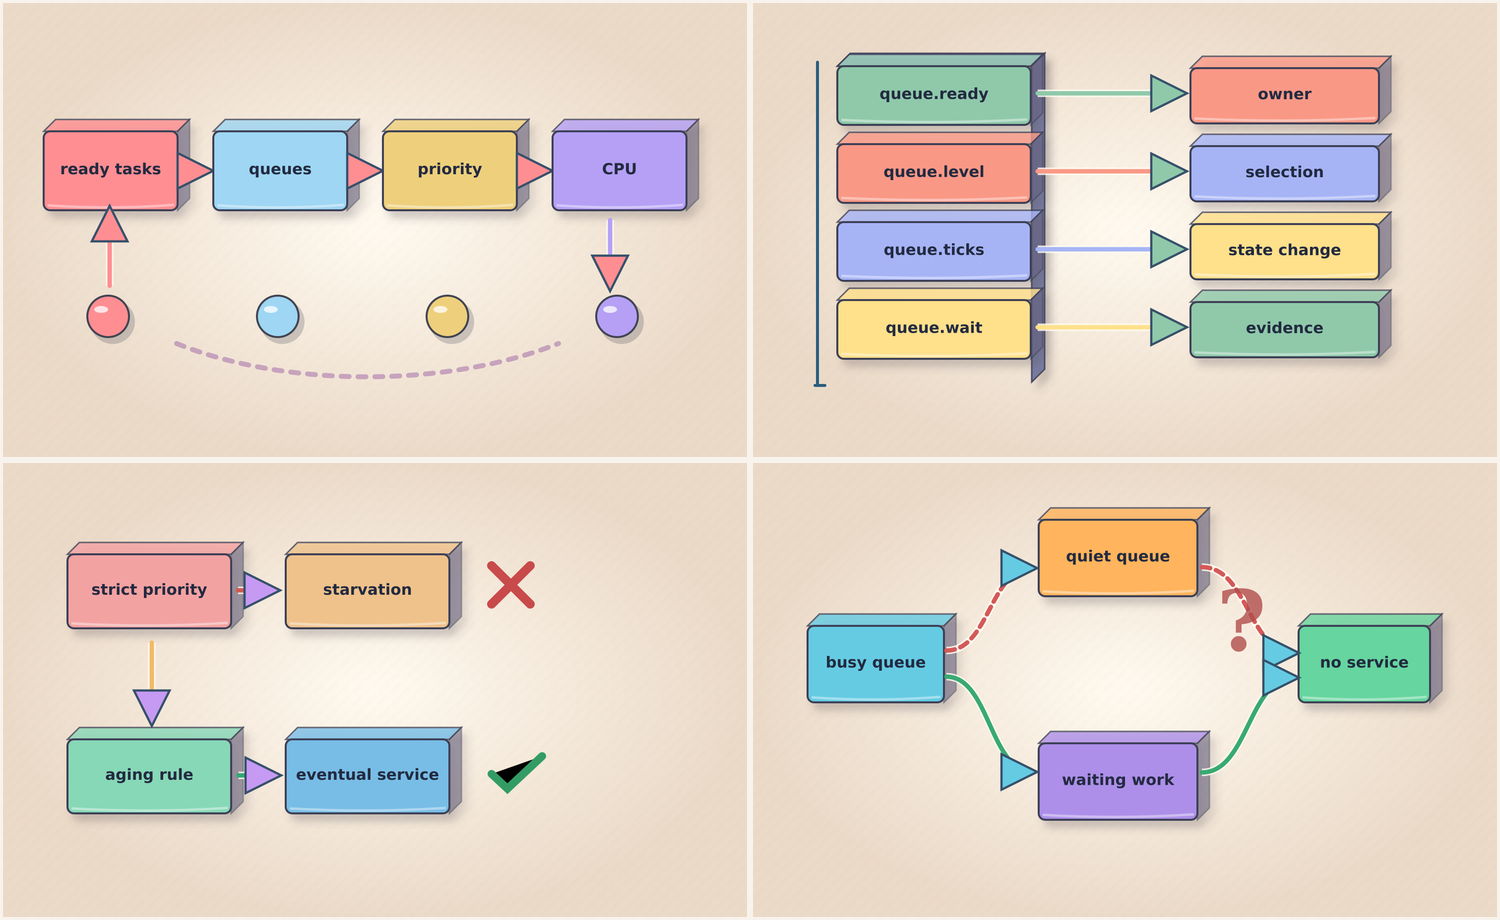 ready tasks
queues
priority
CPU
queue.ready
owner
queue.level
selection
queue.ticks
state change
queue.wait
evidence
strict priority
starvation
aging rule
eventual service
quiet queue
?
busy queue
no service
waiting work